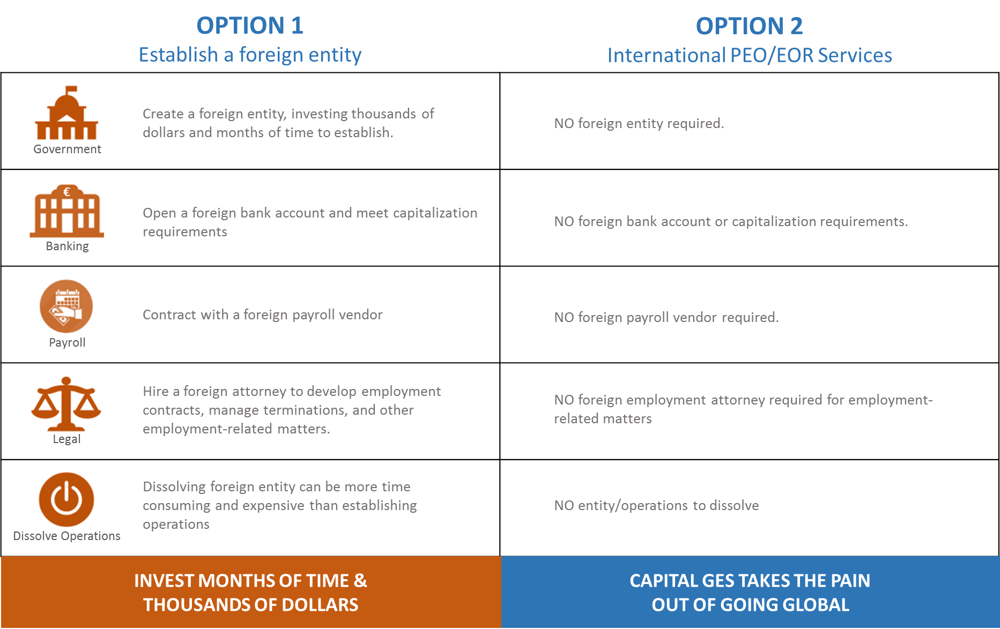 OPTION 1
Establish a foreign entity
OPTION 2
International PEO/EOR Services
Government
Create a foreign entity, investing thousands of
dollars and months of time to establish.
NO foreign entity required.
€
Banking
Open a foreign bank account and meet capitalization
requirements
NO foreign bank account or capitalization requirements.
Payroll
Contract with a foreign payroll vendor
NO foreign payroll vendor required.
Legal
Hire a foreign attorney to develop employment
contracts, manage terminations, and other
employment-related matters.
NO foreign employment attorney required for employment-
related matters
Dissolve Operations
Dissolving foreign entity can be more time
consuming and expensive than establishing
operations
NO entity/operations to dissolve
INVEST MONTHS OF TIME &
THOUSANDS OF DOLLARS
CAPITAL GES TAKES THE PAIN
OUT OF GOING GLOBAL